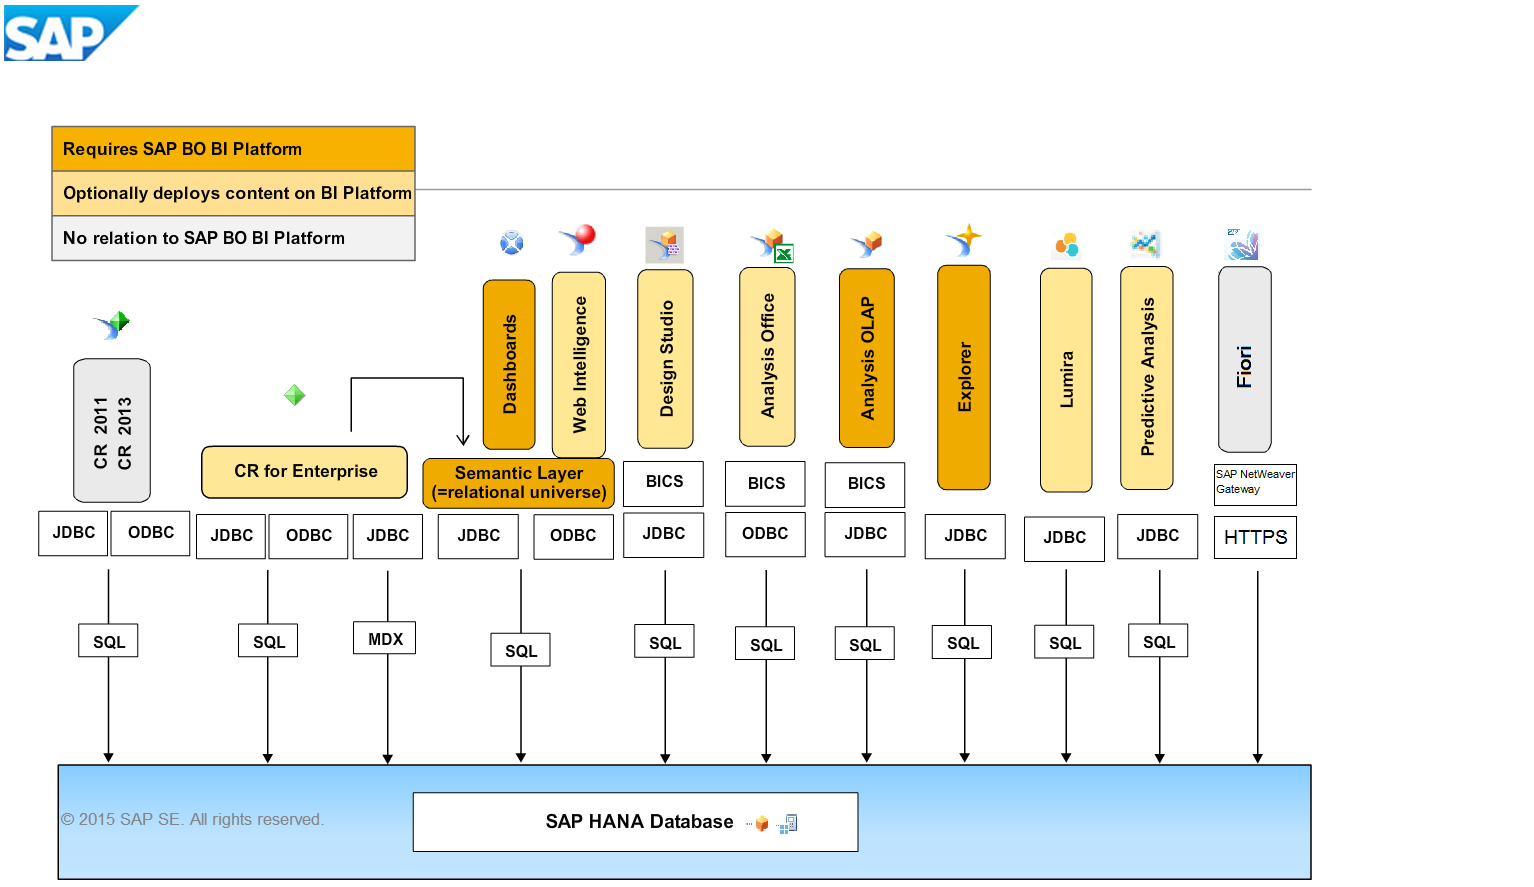 SAP
Requires SAP BO BI Platform
Optionally deploys content on BI Platform
No relation to SAP BO BI Platform
CR 2011
CR 2013
CR for Enterprise
Dashboards
Web Intelligence
Semantic Layer
(=relational universe)
Design Studio
Analysis Office
Analysis OLAP
Explorer
Lumira
Predictive Analysis
Fiori
BICS
BICS
BICS
SAP NetWeaver
Gateway
JDBC
ODBC
JDBC
ODBC
JDBC
JDBC
ODBC
JDBC
ODBC
JDBC
JDBC
JDBC
JDBC
HTTPS
SQL
SQL
MDX
SQL
SQL
SQL
SQL
SQL
SQL
SQL
© 2015 SAP SE. All rights reserved.
SAP HANA Database